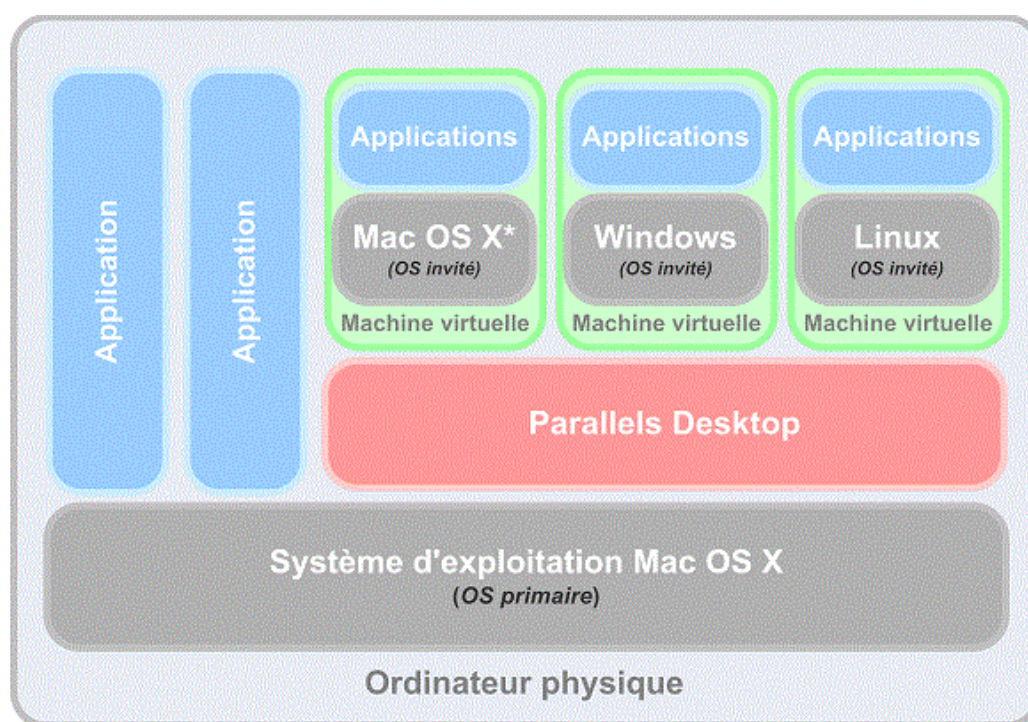 Application
Application
Applications
Mac OS X*
(OS invité)
Machine virtuelle
Applications
Windows
(OS invité)
Machine virtuelle
Applications
Linux
(OS invité)
Machine virtuelle
Parallels Desktop
Système d'exploitation Mac OS X
(OS primaire)
Ordinateur physique